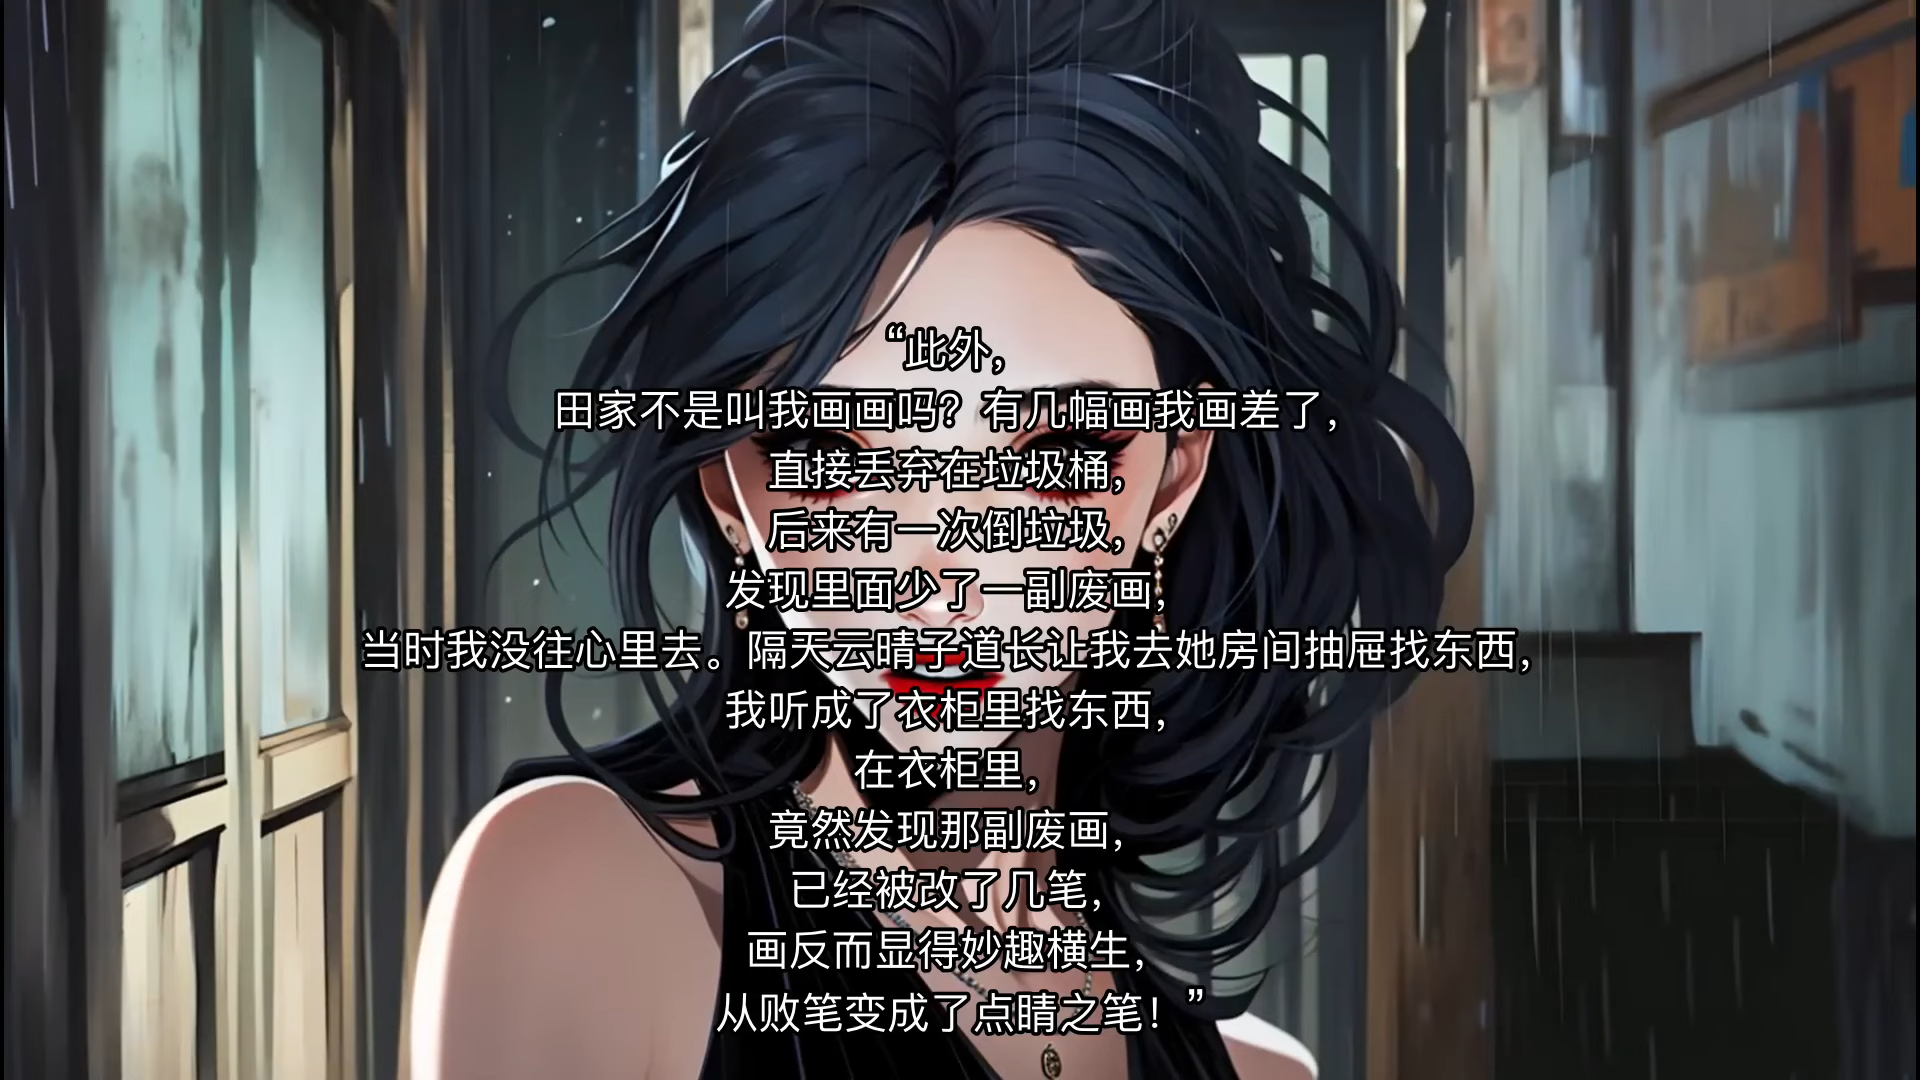 “此外，
田家不是叫我画画吗？有几幅画我画差了，
直接丢弃在垃圾桶，
后来有一次倒垃圾，
发现里面少了一副废画，
当时我没往心里去。隔天云晴子道长让我去她房间抽屉找东西，
我听成了衣柜里找东西，
在衣柜里，
竟然发现那副废画，
已经被改了几笔，
画反而显得妙趣横生，
从败笔变成了点睛之笔！”